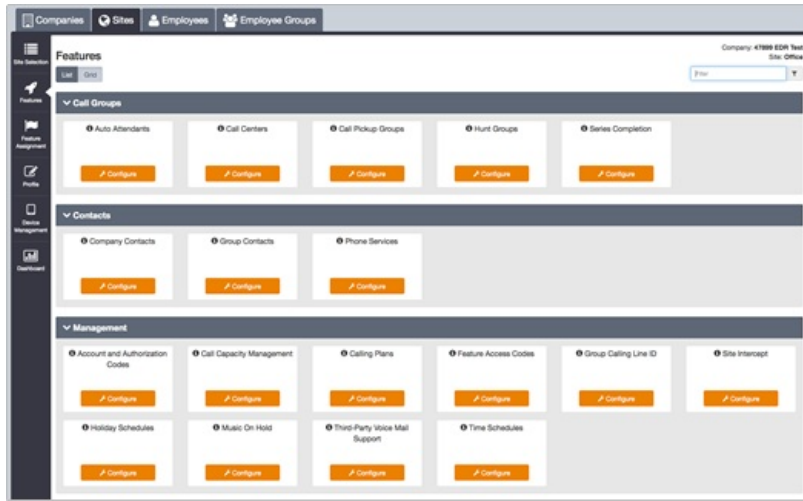 Companies Sites Employees Employee Groups
Site Selection
Features
Feature Assignment
Profile
Device Management
Dashboard
Features
Company: 47899 EDR Test
Site: Office
List Grid
Filter
Call Groups
Auto Attendants Call Centers Call Pickup Groups Hunt Groups Series Completion
Configure Configure Configure Configure Configure
Contacts
Company Contacts Group Contacts Phone Services
Configure Configure Configure
Management
Account and Authorization Codes Call Capacity Management Calling Plans Feature Access Codes Group Calling Line ID Site Intercept
Configure Configure Configure Configure Configure Configure
Holiday Schedules Music On Hold Third-Party Voice Mail Support Time Schedules
Configure Configure Configure Configure